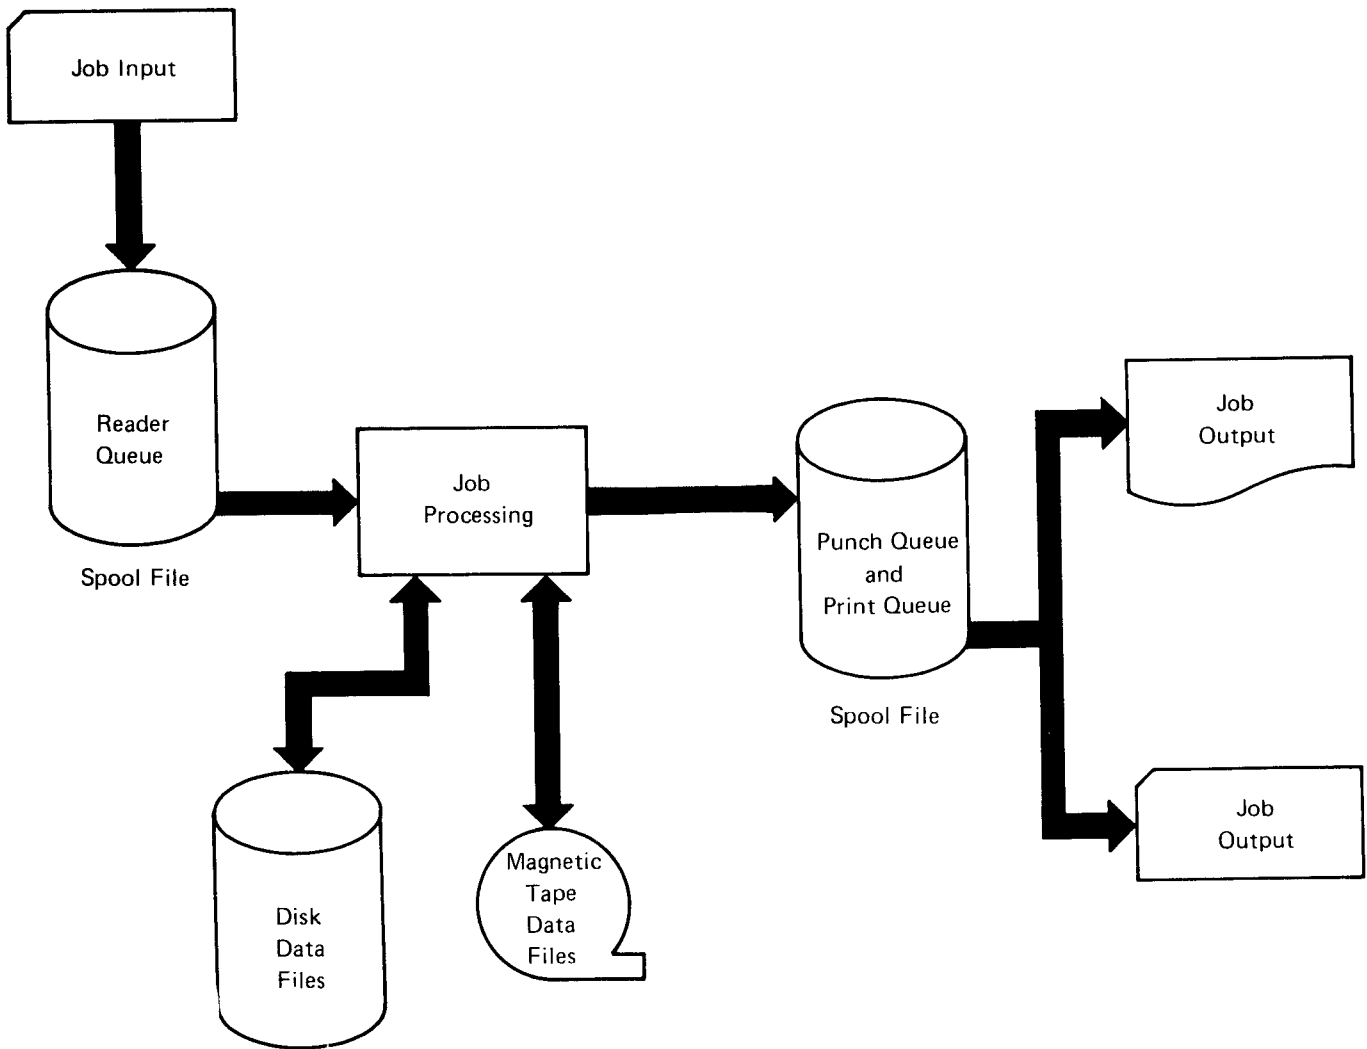 Job Input
Reader
Queue
Spool File
Job
Processing
Disk
Data
Files
Magnetic
Tape
Data
Files
Punch Queue
and
Print Queue
Spool File
Job
Output
Job
Output